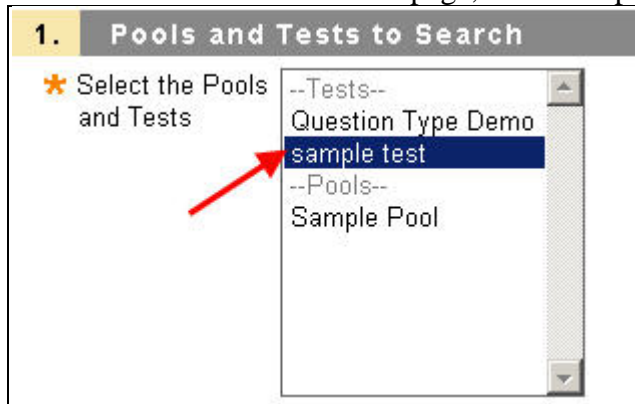 1. Pools and Tests to Search
* Select the Pools
and Tests
--Tests--
Question Type Demo
sample test
--Pools--
Sample Pool